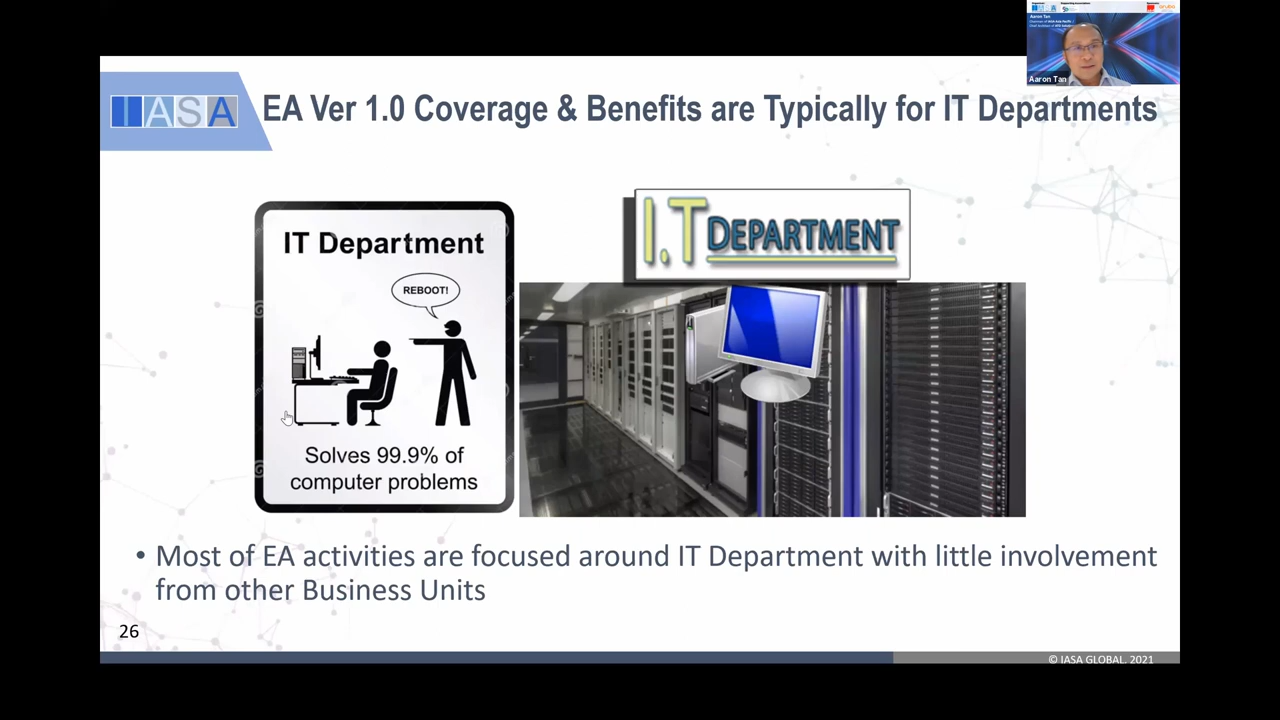 Aaron Tan
Aaron Tan
IASA
EA Ver 1.0 Coverage & Benefits are Typically for IT Departments
IT Department
REBOOT!
Solves 99.9% of
computer problems
I.T DEPARTMENT
• Most of EA activities are focused around IT Department with little involvement
from other Business Units
26
© IASA GLOBAL, 2021